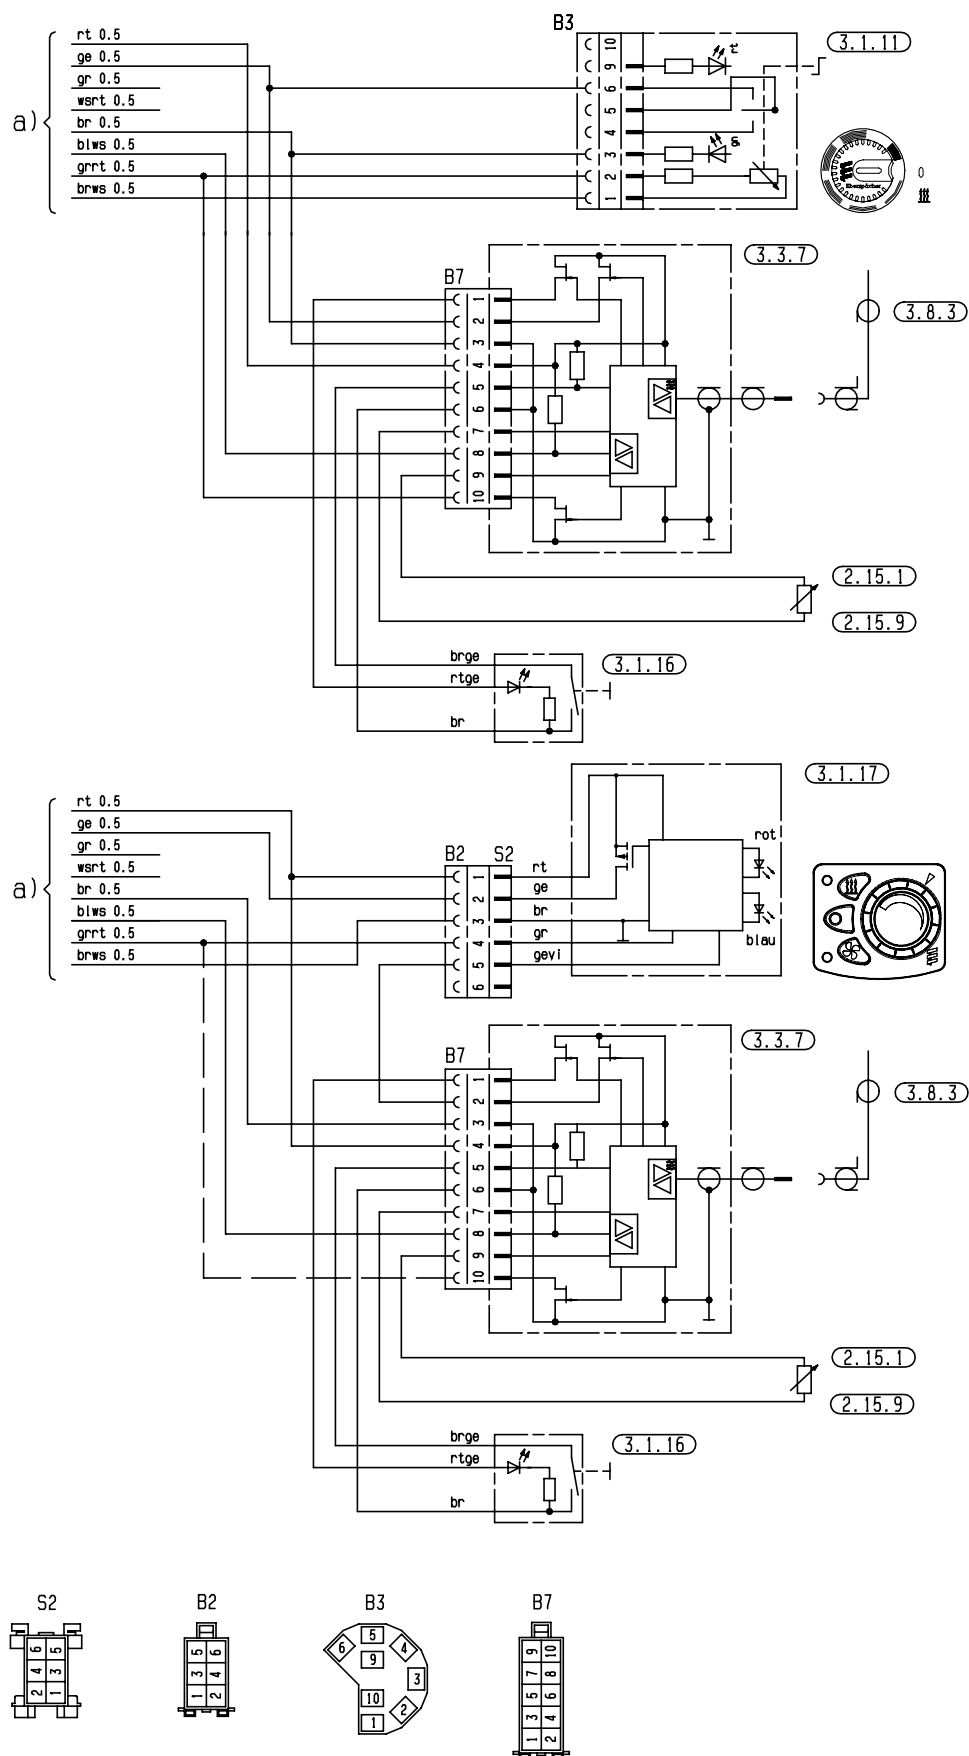 B3
rt 0.5
ge 0.5
gr 0.5
wsrt 0.5
br 0.5
blws 0.5
grrt 0.5
brws 0.5
a)
10
9
6
5
4
3
2
1
rt
gr
3.1.11
Eberspächer
0
3.3.7
B7
1
2
3
4
5
6
7
8
9
10
3.8.3
2.15.1
2.15.9
brge
rtge
br
3.1.16
3.1.17
rt 0.5
ge 0.5
gr 0.5
wsrt 0.5
br 0.5
blws 0.5
grrt 0.5
brws 0.5
a)
B2 S2
1
2
3
4
5
6
rt
ge
br
gr
gevi
rot
blau
3.3.7
B7
1
2
3
4
5
6
7
8
9
10
3.8.3
2.15.1
2.15.9
brge
rtge
br
3.1.16
S2 B2 B3 B7
6 5
4 3
2 1
5 6
3 4
1 2
6 5 4
9
3
10
2
1
9 10
7 8
5 6
3 4
1 2